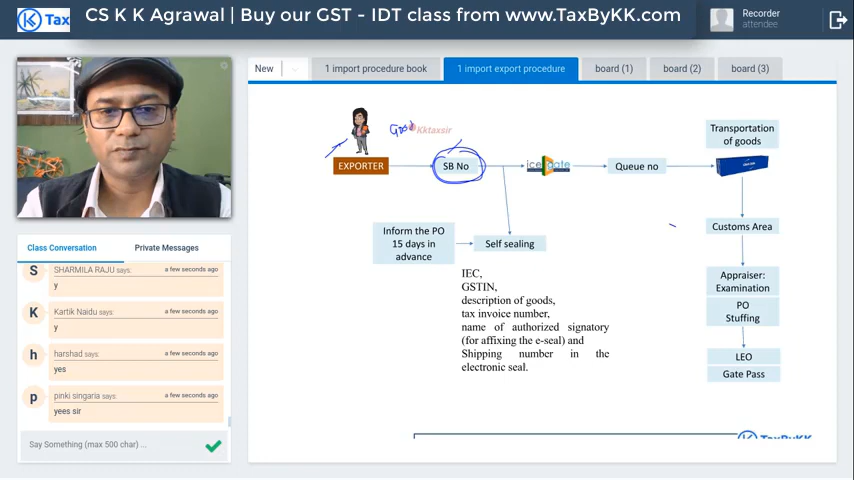 CS K K Agrawal | Buy our GST - IDT class from www.TaxByKK.com
K Tax
Recorder
attendee
New
1 import procedure book
1 import export procedure
board (1)
board (2)
board (3)
Kktaxsir
Transportation
of goods
EXPORTER
SB No
icegate
Queue no
Inform the PO
15 days in
advance
Self sealing
Customs Area
IEC,
GSTIN,
description of goods,
tax invoice number,
name of authorized signatory
(for affixing the e-seal) and
Shipping number in the
electronic seal.
Appraiser:
Examination
PO
Stuffing
LEO
Gate Pass
TaxByKK
Class Conversation
Private Messages
S
SHARMILA RAJU says:
a few seconds ago
y
K
Kartik Naidu says:
a few seconds ago
y
h
harshad says:
a few seconds ago
yes
p
pinki singaria says:
a few seconds ago
yees sir
Say Something (max 500 char) ...